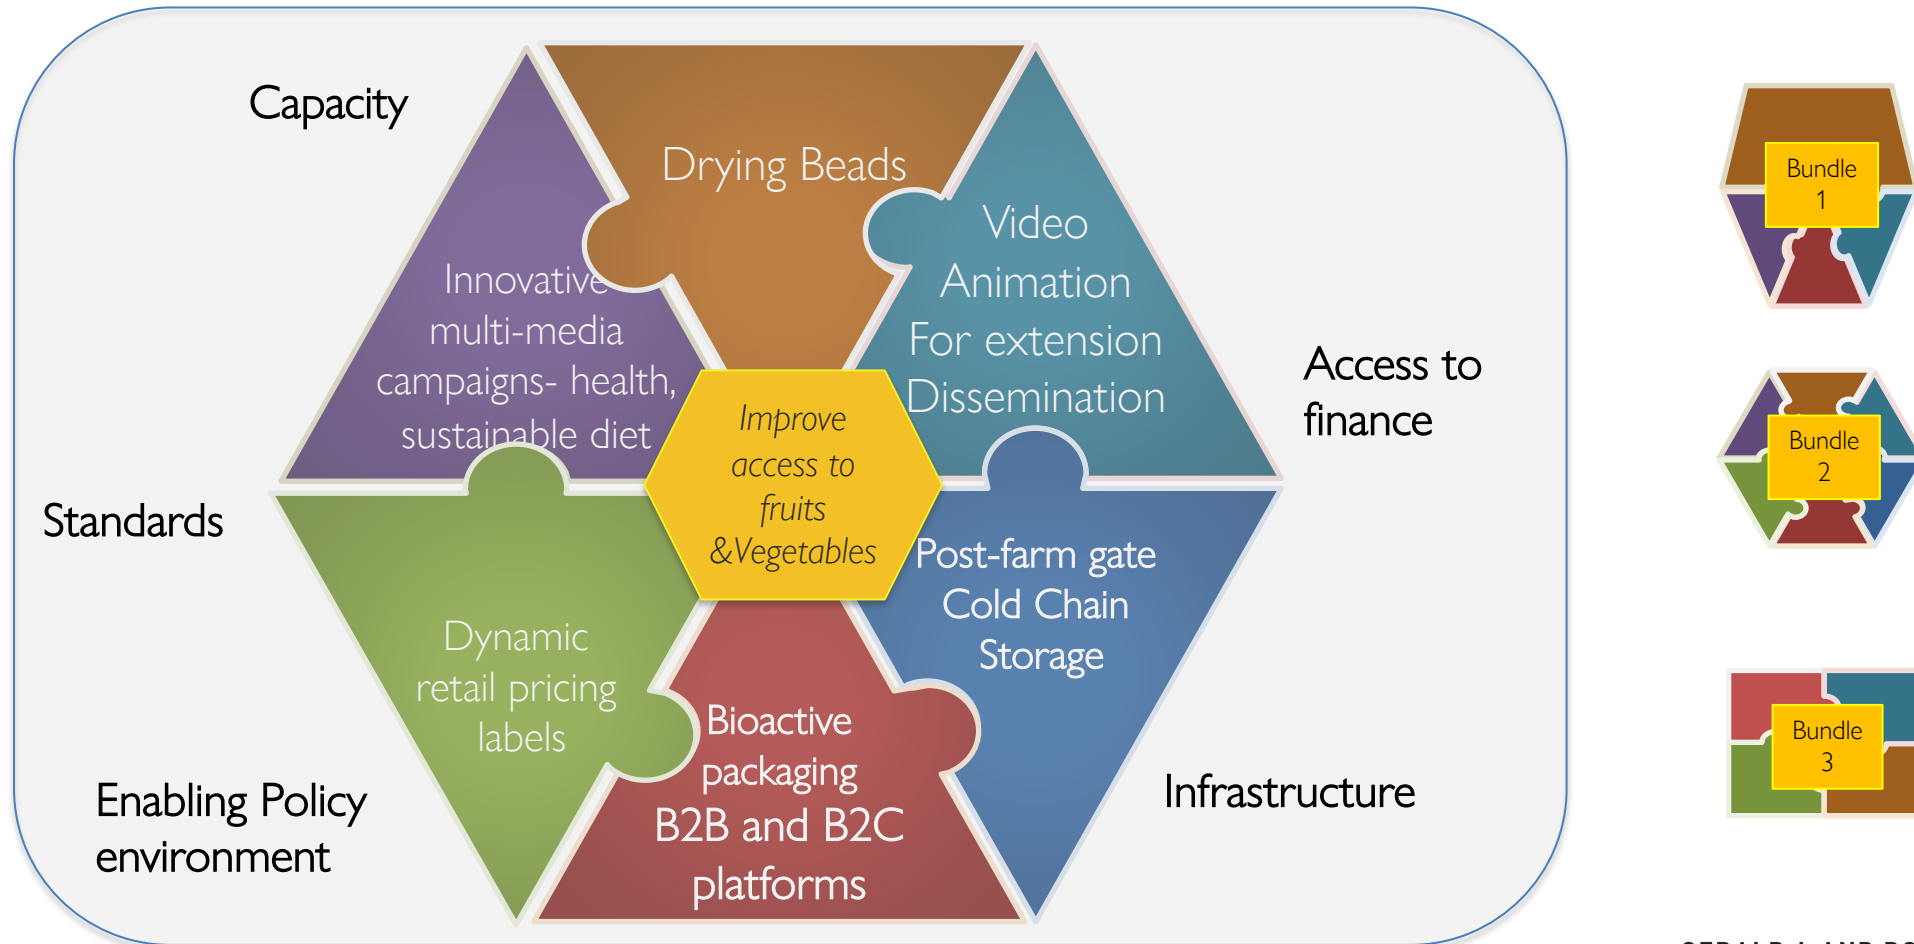 Capacity
Drying Beads
Video
Animation
For extension
Dissemination
Innovative
multi-media
campaigns- health,
sustainable diet
Improve
access to
fruits
&Vegetables
Access to
finance
Standards
Post-farm gate
Cold Chain
Storage
Dynamic
retail pricing
labels
Bioactive
packaging
B2B and B2C
platforms
Enabling Policy
environment
Infrastructure
Bundle
1
Bundle
2
Bundle
3